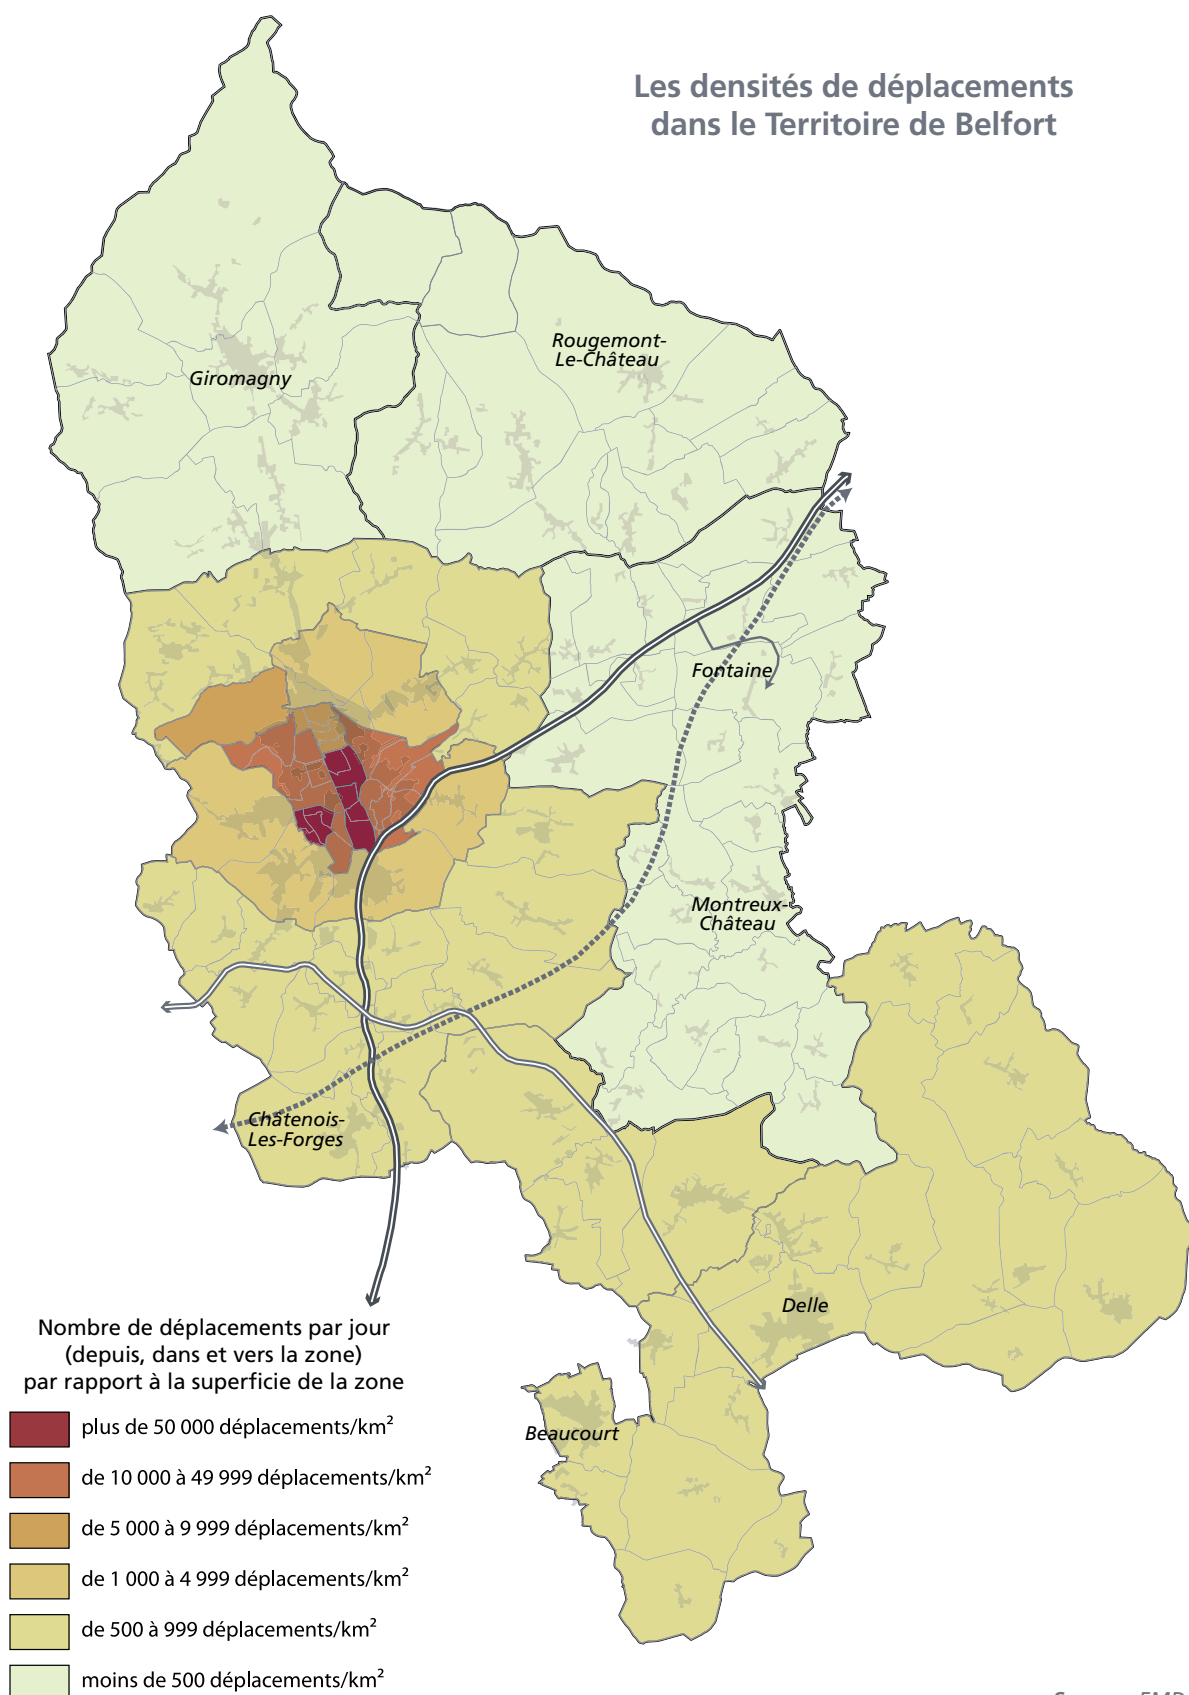 Les densités de déplacements
dans le Territoire de Belfort
Rougemont-
Le-Château
Giromagny
Fontaine
Montreux-
Château
Châtenois-
Les-Forges
Delle
Beaucourt
Nombre de déplacements par jour
(depuis, dans et vers la zone)
par rapport à la superficie de la zone
plus de 50 000 déplacements/km²
de 10 000 à 49 999 déplacements/km²
de 5 000 à 9 999 déplacements/km²
de 1 000 à 4 999 déplacements/km²
de 500 à 999 déplacements/km²
moins de 500 déplacements/km²